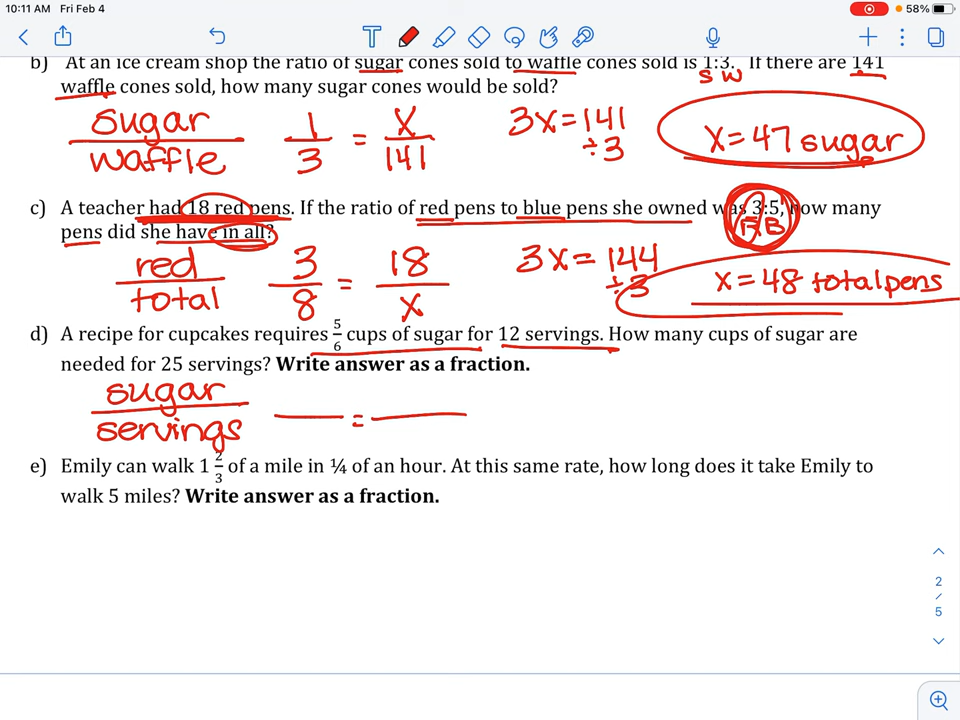 10:11 AM Fri Feb 4
58%
b) At an ice cream shop the ratio of sugar cones sold to waffle cones sold is 1:3. If there are 141
S W
waffle cones sold, how many sugar cones would be sold?
sugar/waffle 1/3 = x/141 3x = 141 ÷3 x = 47 sugar
c) A teacher had 18 red pens. If the ratio of red pens to blue pens she owned was 3:5, how many
R B
pens did she have in all?
red/total 3/8 = 18/x 3x = 144 ÷3 x = 48 total pens
d) A recipe for cupcakes requires 5/6 cups of sugar for 12 servings. How many cups of sugar are
needed for 25 servings? Write answer as a fraction.
sugar/servings =
e) Emily can walk 1 2/3 of a mile in ¼ of an hour. At this same rate, how long does it take Emily to
walk 5 miles? Write answer as a fraction.
2
/
5